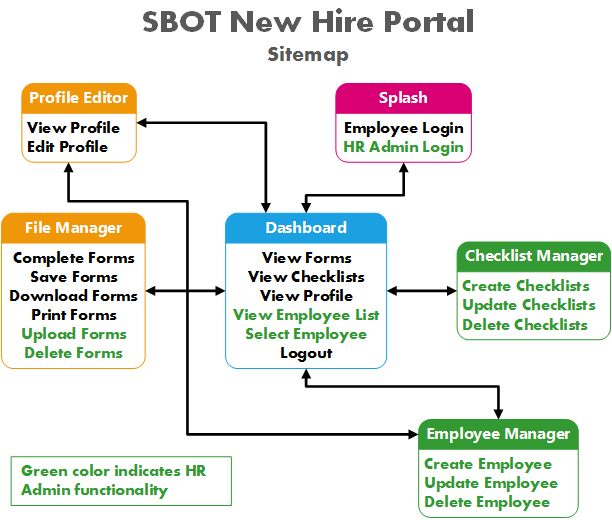 SBOT New Hire Portal
Sitemap
Profile Editor
View Profile
Edit Profile
Splash
Employee Login
HR Admin Login
File Manager
Complete Forms
Save Forms
Download Forms
Print Forms
Upload Forms
Delete Forms
Dashboard
View Forms
View Checklists
View Profile
View Employee List
Select Employee
Logout
Checklist Manager
Create Checklists
Update Checklists
Delete Checklists
Employee Manager
Create Employee
Update Employee
Delete Employee
Green color indicates HR
Admin functionality